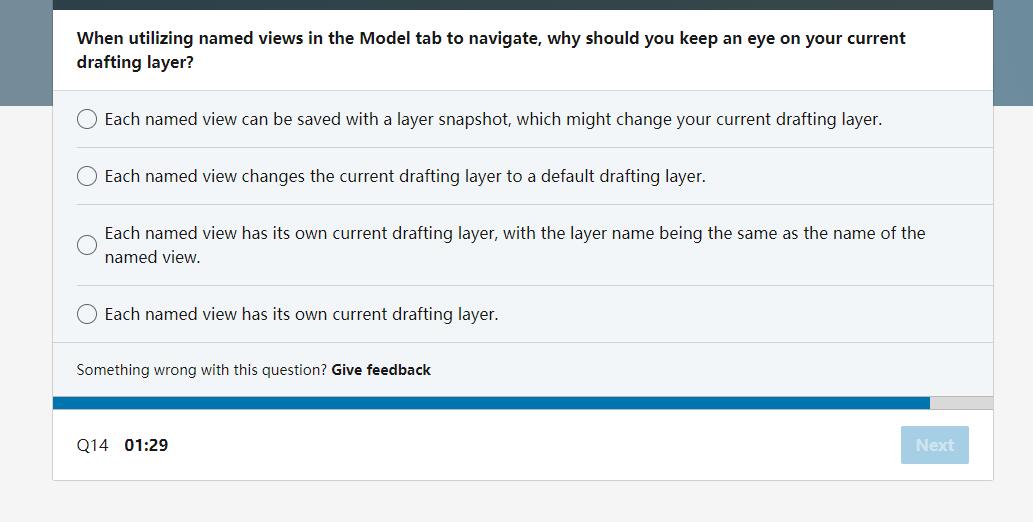 When utilizing named views in the Model tab to navigate, why should you keep an eye on your current
drafting layer?
Each named view can be saved with a layer snapshot, which might change your current drafting layer.
Each named view changes the current drafting layer to a default drafting layer.
Each named view has its own current drafting layer, with the layer name being the same as the name of the
named view.
Each named view has its own current drafting layer.
Something wrong with this question? Give feedback
Q14 01:29
Next